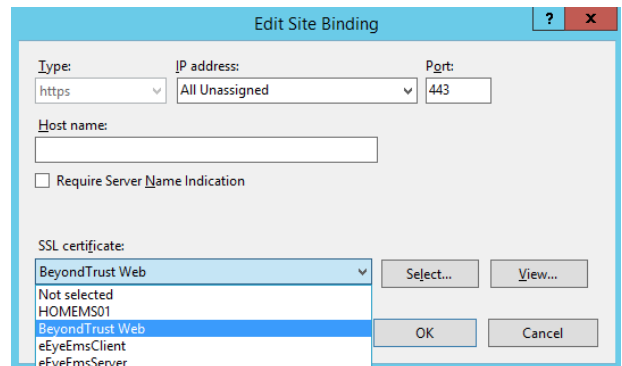 Edit Site Binding
? x
Type: IP address: Port:
https All Unassigned 443
Host name:
Require Server Name Indication
SSL certificate:
BeyondTrust Web Select... View...
Not selected
HOMEMS01
BeyondTrust Web OK Cancel
eEyeEmsClient
eEyeEmsServer